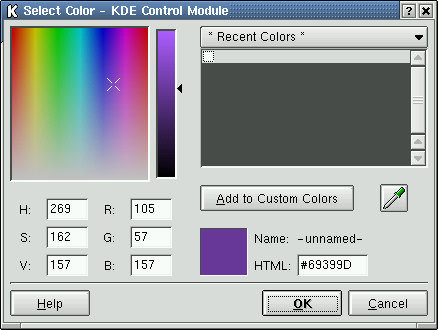 Select Color - KDE Control Module
* Recent Colors *
Add to Custom Colors
H: 269 R: 105
S: 162 G: 57
V: 157 B: 157
Name: -unnamed-
HTML: #69399D
Help OK Cancel